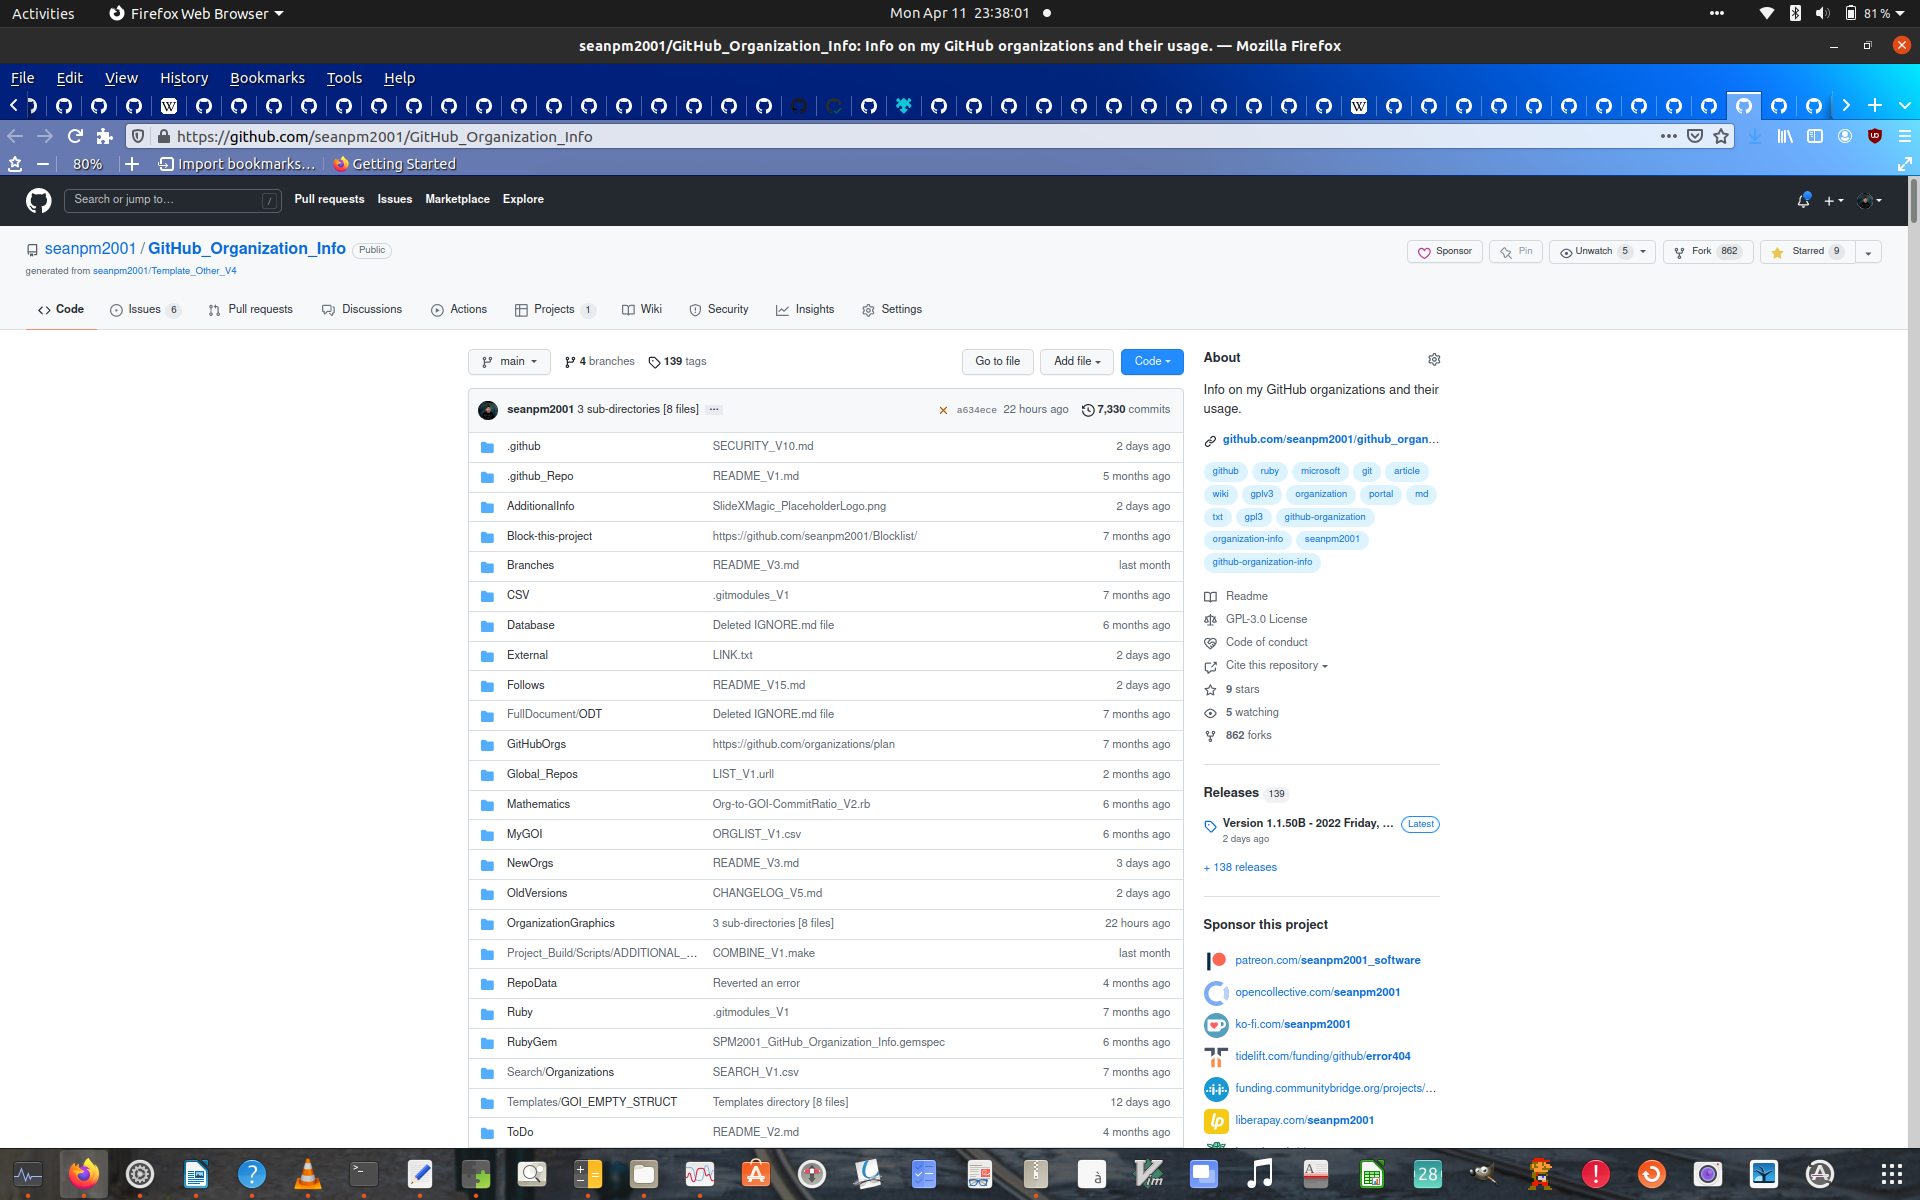 Activities
Firefox Web Browser
Mon Apr 11 23:38:01
81 %
seanpm2001/GitHub_Organization_Info: Info on my GitHub organizations and their usage. — Mozilla Firefox
File Edit View History Bookmarks Tools Help
https://github.com/seanpm2001/GitHub_Organization_Info
80%
Import bookmarks…
Getting Started
Search or jump to… /
Pull requests Issues Marketplace Explore
seanpm2001 / GitHub_Organization_Info Public
generated from seanpm2001/Template_Other_V4
Sponsor
Pin
Unwatch 5
Fork 862
Starred 9
Code
Issues 6
Pull requests
Discussions
Actions
Projects 1
Wiki
Security
Insights
Settings
main
4 branches
139 tags
Go to file
Add file
Code
seanpm2001 3 sub-directories [8 files] ... a634ece 22 hours ago 7,330 commits
.github SECURITY_V10.md 2 days ago
.github_Repo README_V1.md 5 months ago
AdditionalInfo SlideXMagic_PlaceholderLogo.png 2 days ago
Block-this-project https://github.com/seanpm2001/Blocklist/ 7 months ago
Branches README_V3.md last month
CSV .gitmodules_V1 7 months ago
Database Deleted IGNORE.md file 6 months ago
External LINK.txt 2 days ago
Follows README_V15.md 2 days ago
FullDocument/ODT Deleted IGNORE.md file 7 months ago
GitHubOrgs https://github.com/organizations/plan 7 months ago
Global_Repos LIST_V1.urll 2 months ago
Mathematics Org-to-GOI-CommitRatio_V2.rb 6 months ago
MyGOI ORGLIST_V1.csv 6 months ago
NewOrgs README_V3.md 3 days ago
OldVersions CHANGELOG_V5.md 2 days ago
OrganizationGraphics 3 sub-directories [8 files] 22 hours ago
Project_Build/Scripts/ADDITIONAL_… COMBINE_V1.make last month
RepoData Reverted an error 4 months ago
Ruby .gitmodules_V1 7 months ago
RubyGem SPM2001_GitHub_Organization_Info.gemspec 6 months ago
Search/Organizations SEARCH_V1.csv 7 months ago
Templates/GOI_EMPTY_STRUCT Templates directory [8 files] 12 days ago
ToDo README_V2.md 4 months ago
About
Info on my GitHub organizations and their
usage.
github.com/seanpm2001/github_organ…
github ruby microsoft git article
wiki gplv3 organization portal md
txt gpl3 github-organization
organization-info seanpm2001
github-organization-info
Readme
GPL-3.0 License
Code of conduct
Cite this repository
9 stars
5 watching
862 forks
Releases 139
Version 1.1.50B - 2022 Friday, … Latest
2 days ago
+ 138 releases
Sponsor this project
patreon.com/seanpm2001_software
opencollective.com/seanpm2001
ko-fi.com/seanpm2001
tidelift.com/funding/github/error404
funding.communitybridge.org/projects/…
liberapay.com/seanpm2001
28